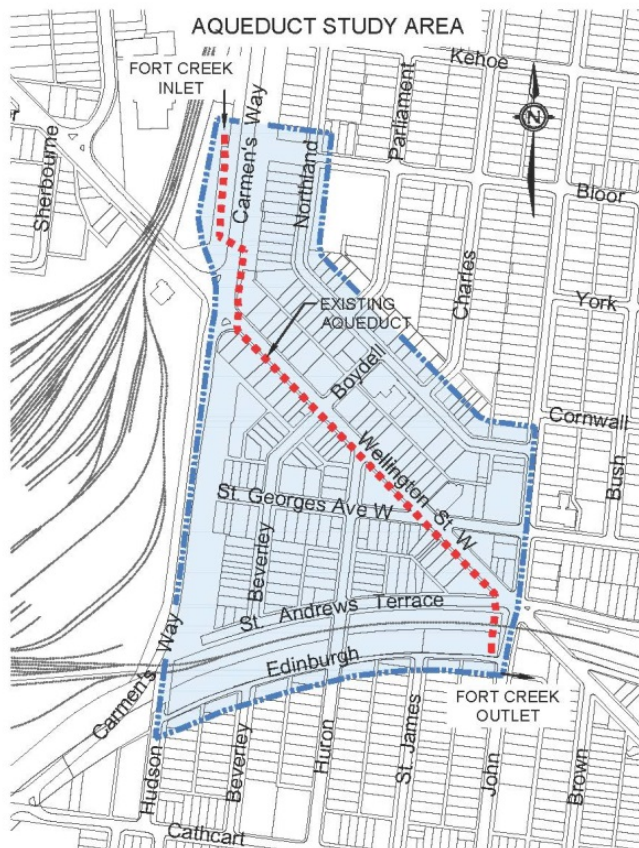 AQUEDUCT STUDY AREA
FORT CREEK
INLET
Kehoe
Parliament
Carmen's Way
Northland
N
Sherbourne
Bloor
Charles
York
EXISTING
AQUEDUCT
Boydell
Cornwall
Wellington St. W
Bush
St. Georges Ave W
Beverley
St. Andrews Terrace
Carmen's Way
Edinburgh
FORT CREEK
OUTLET
Hudson
Beverley
Huron
St. James
John
Brown
Cathcart